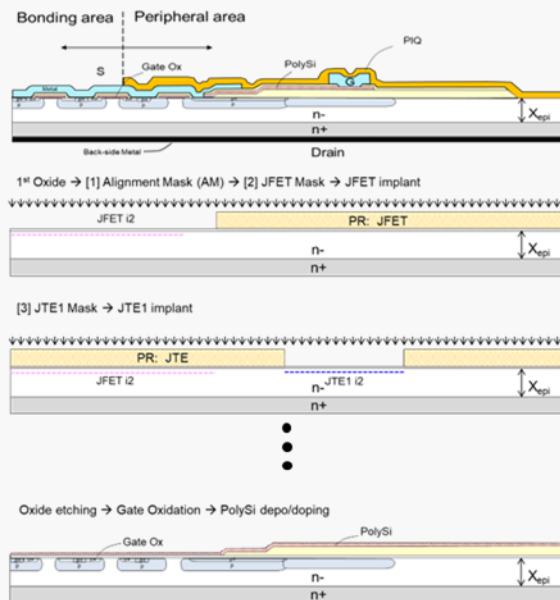 Bonding area Peripheral area
PIQ
S Gate Ox PolySi
G
Metal
P P P P
n- Xepi
n+
Back-side Metal Drain
1st Oxide → [1] Alignment Mask (AM) → [2] JFET Mask → JFET implant
JFET i2 PR: JFET
n- Xepi
n+
[3] JTE1 Mask → JTE1 implant
PR: JTE
JFET i2 n- JTE1 i2 Xepi
n+
Oxide etching → Gate Oxidation → PolySi depo/doping
Gate Ox PolySi
P P P P
n- Xepi
n+